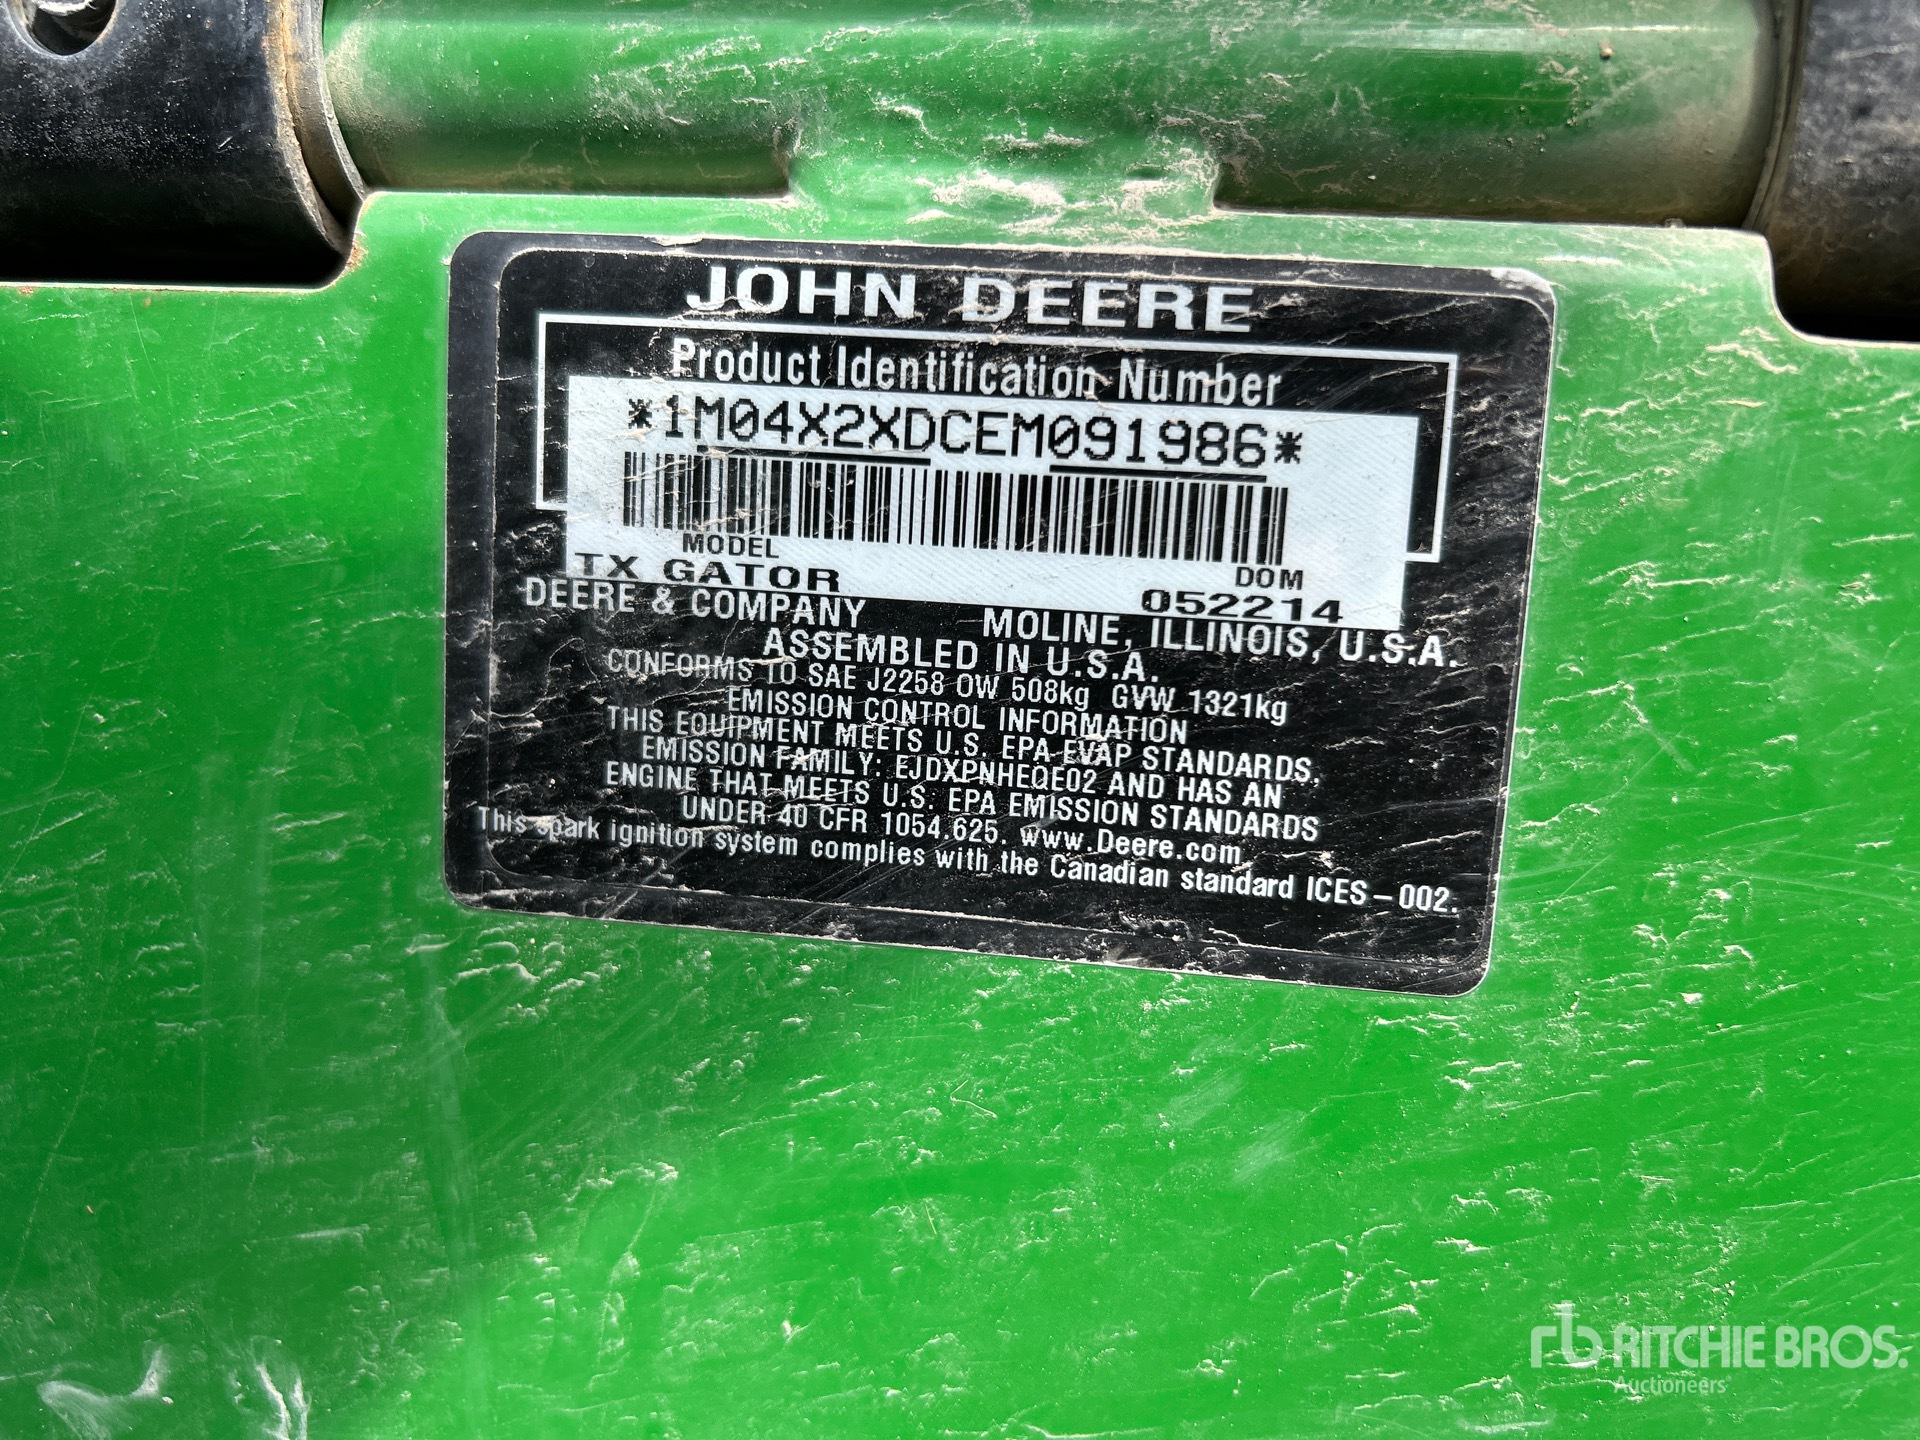 JOHN DEERE
Product Identification Number
*1M04X2XDCEM091986*
MODEL
TX GATOR
DOM
052214
DEERE & COMPANY MOLINE, ILLINOIS, U.S.A.
ASSEMBLED IN U.S.A.
CONFORMS TO SAE J2258 OW 508kg GVW 1321kg
EMISSION CONTROL INFORMATION
THIS EQUIPMENT MEETS U.S. EPA EVAP STANDARDS.
EMISSION FAMILY: EJDXPNHEQE02 AND HAS AN
ENGINE THAT MEETS U.S. EPA EMISSION STANDARDS
UNDER 40 CFR 1054.625. www.Deere.com
This spark ignition system complies with the Canadian standard ICES-002.
rb RITCHIE BROS.
Auctioneers